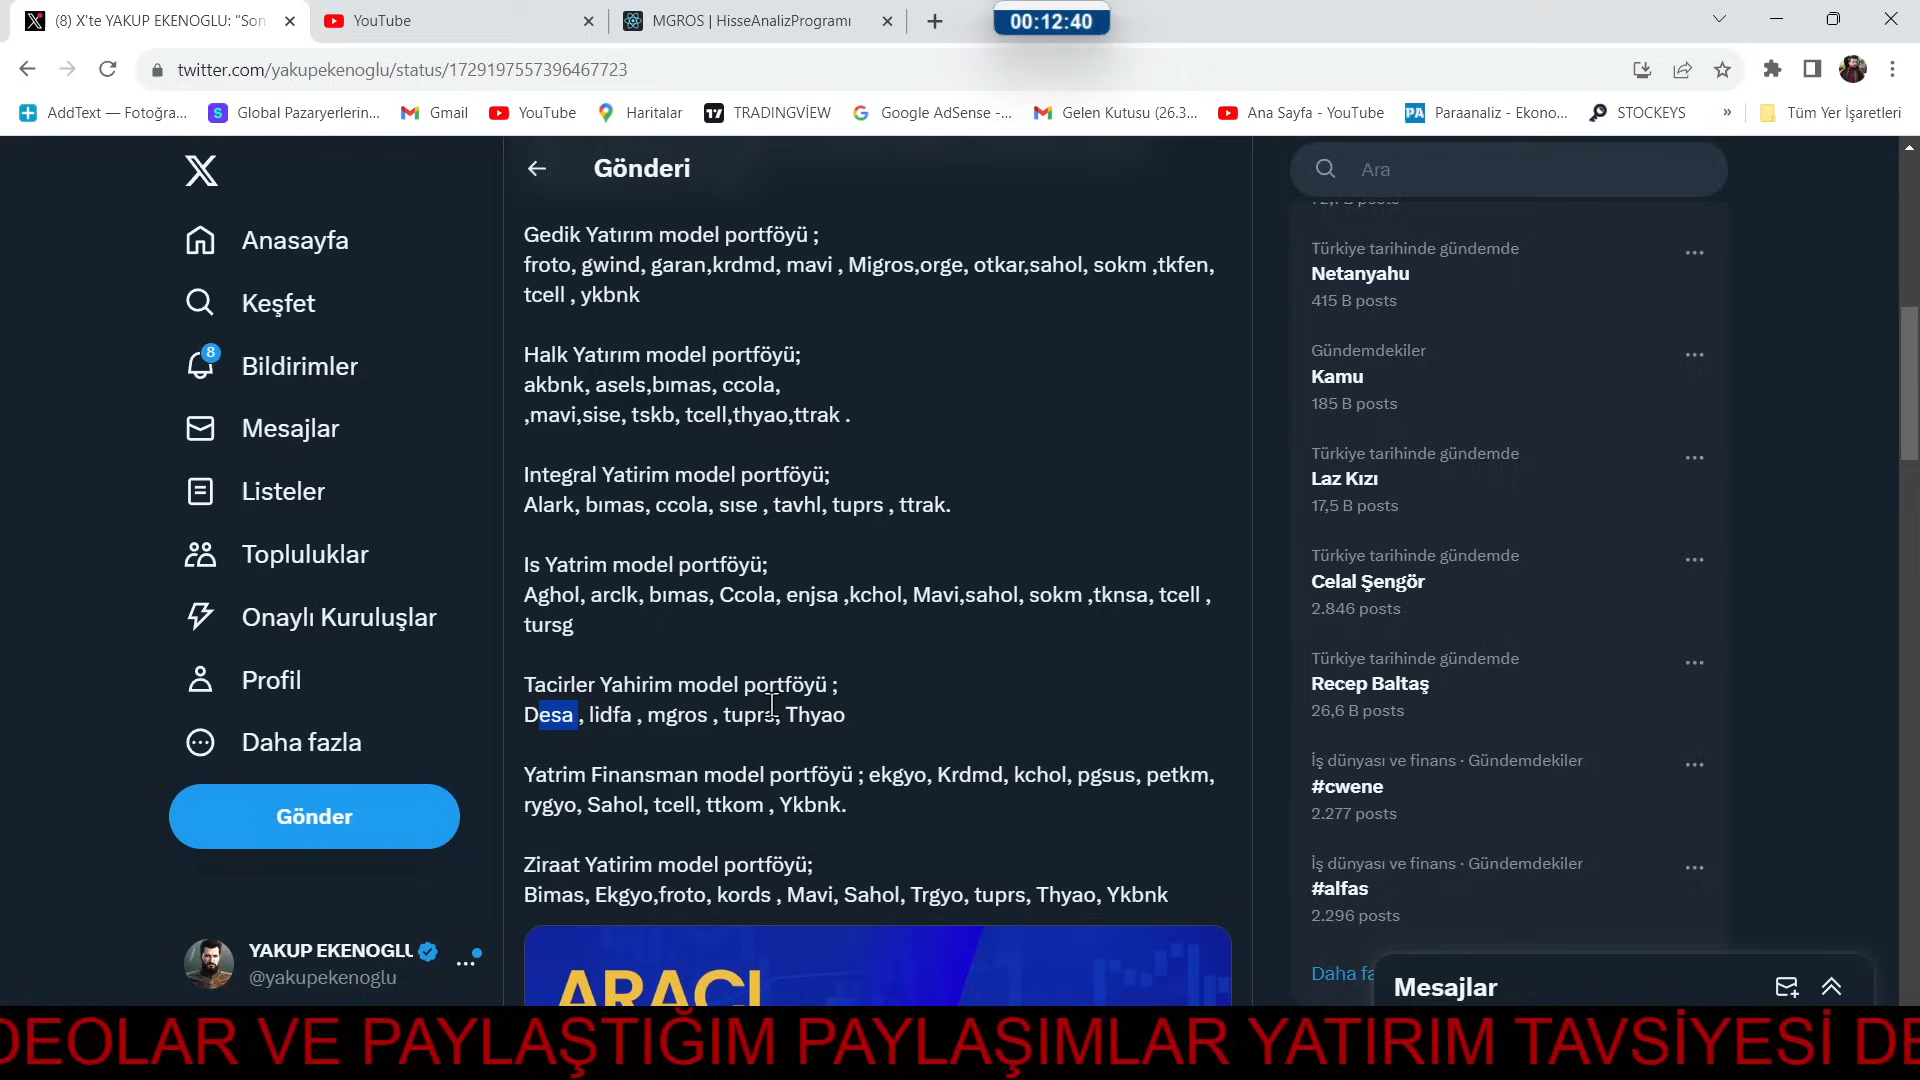 (8) X'te YAKUP EKENOGLU: "Son
YouTube
MGROS | HisseAnalizProgramı
00:12:40
twitter.com/yakupekenoglu/status/1729197557396467723
AddText — Fotoğra...
Global Pazaryerlerin...
Gmail
YouTube
Haritalar
TRADINGVİEW
Google AdSense -...
Gelen Kutusu (26.3...
Ana Sayfa - YouTube
Paraanaliz - Ekono...
STOCKEYS
»
Tüm Yer İşaretleri
Anasayfa
Keşfet
8
Bildirimler
Mesajlar
Listeler
Topluluklar
Onaylı Kuruluşlar
Profil
Daha fazla
Gönder
YAKUP EKENOGLU
@yakupekenoglu
Gönderi
Gedik Yatırım model portföyü ;
froto, gwind, garan,krdmd, mavi , Migros,orge, otkar,sahol, sokm ,tkfen,
tcell , ykbnk
Halk Yatırım model portföyü;
akbnk, asels,bımas, ccola,
,mavi,sise, tskb, tcell,thyao,ttrak .
Integral Yatirim model portföyü;
Alark, bımas, ccola, sıse , tavhl, tuprs , ttrak.
Is Yatrim model portföyü;
Aghol, arclk, bımas, Ccola, enjsa ,kchol, Mavi,sahol, sokm ,tknsa, tcell ,
tursg
Tacirler Yahirim model portföyü ;
Desa , lidfa , mgros , tuprs, Thyao
Yatrim Finansman model portföyü ; ekgyo, Krdmd, kchol, pgsus, petkm,
rygyo, Sahol, tcell, ttkom , Ykbnk.
Ziraat Yatirim model portföyü;
Bimas, Ekgyo,froto, kords , Mavi, Sahol, Trgyo, tuprs, Thyao, Ykbnk
ARACI
Ara
Türkiye tarihinde gündemde
Netanyahu
415 B posts
Gündemdekiler
Kamu
185 B posts
Türkiye tarihinde gündemde
Laz Kızı
17,5 B posts
Türkiye tarihinde gündemde
Celal Şengör
2.846 posts
Türkiye tarihinde gündemde
Recep Baltaş
26,6 B posts
İş dünyası ve finans · Gündemdekiler
#cwene
2.277 posts
İş dünyası ve finans · Gündemdekiler
#alfas
2.296 posts
Daha fa
Mesajlar
DEOLAR VE PAYLAŞTIĞIM PAYLAŞIMLAR YATIRIM TAVSİYESİ DE